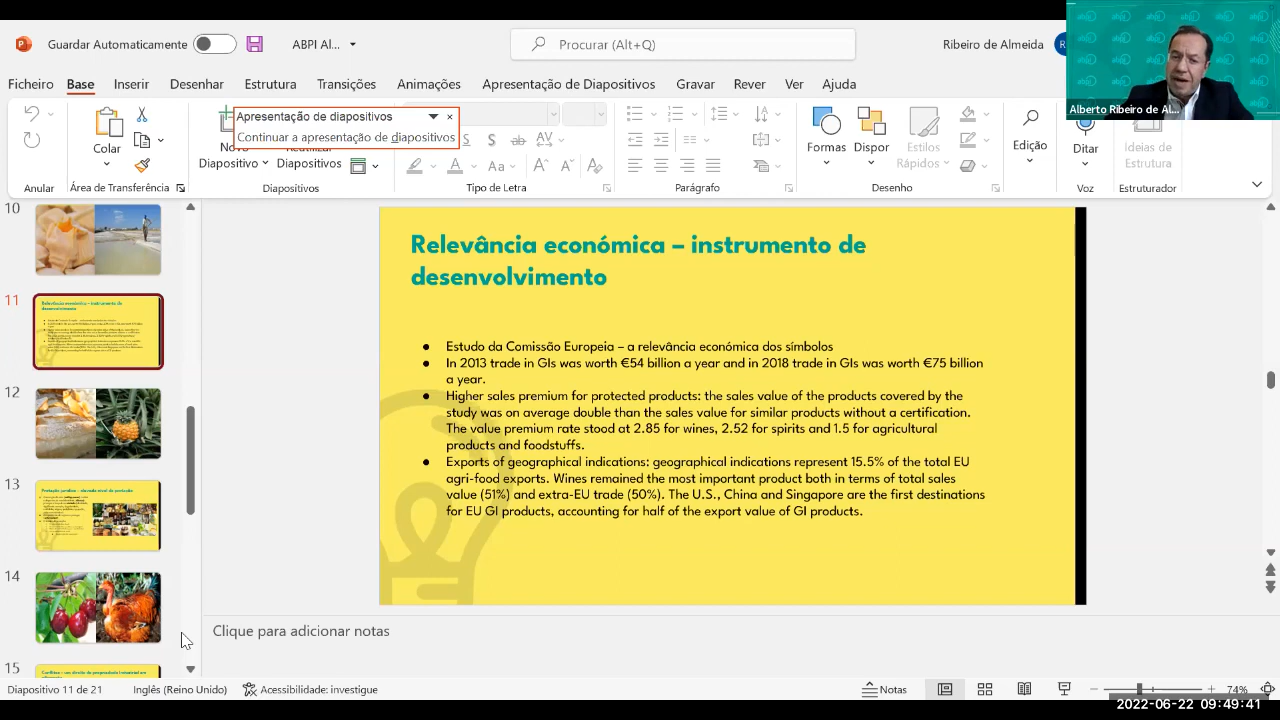 Guardar Automaticamente
ABPI Al...
Procurar (Alt+Q)
Ribeiro de Almeida
Alberto Ribeiro de Al...
Ficheiro Base Inserir Desenhar Estrutura Transições Animações Apresentação de Diapositivos Gravar Rever Ver Ajuda
Apresentação de diapositivos
Continuar a apresentação de diapositivos
Colar
Diapositivo
Diapositivos
Formas
Dispor
Estilos
Rápidos
Edição
Ditar
Ideias de
Estrutura
Anular
Área de Transferência
Diapositivos
Tipo de Letra
Parágrafo
Desenho
Voz
Estruturador
10
11
12
13
14
15
Relevância económica – instrumento de
desenvolvimento
● Estudo da Comissão Europeia – a relevância económica dos símbolos
● In 2013 trade in GIs was worth €54 billion a year and in 2018 trade in GIs was worth €75 billion
a year.
● Higher sales premium for protected products: the sales value of the products covered by the
study was on average double than the sales value for similar products without a certification.
The value premium rate stood at 2.85 for wines, 2.52 for spirits and 1.5 for agricultural
products and foodstuffs.
● Exports of geographical indications: geographical indications represent 15.5% of the total EU
agri-food exports. Wines remained the most important product both in terms of total sales
value (51%) and extra-EU trade (50%). The U.S., China and Singapore are the first destinations
for EU GI products, accounting for half of the export value of GI products.
Clique para adicionar notas
Diapositivo 11 de 21
Inglês (Reino Unido)
Acessibilidade: investigue
Notas
74%
2022-06-22 09:49:41